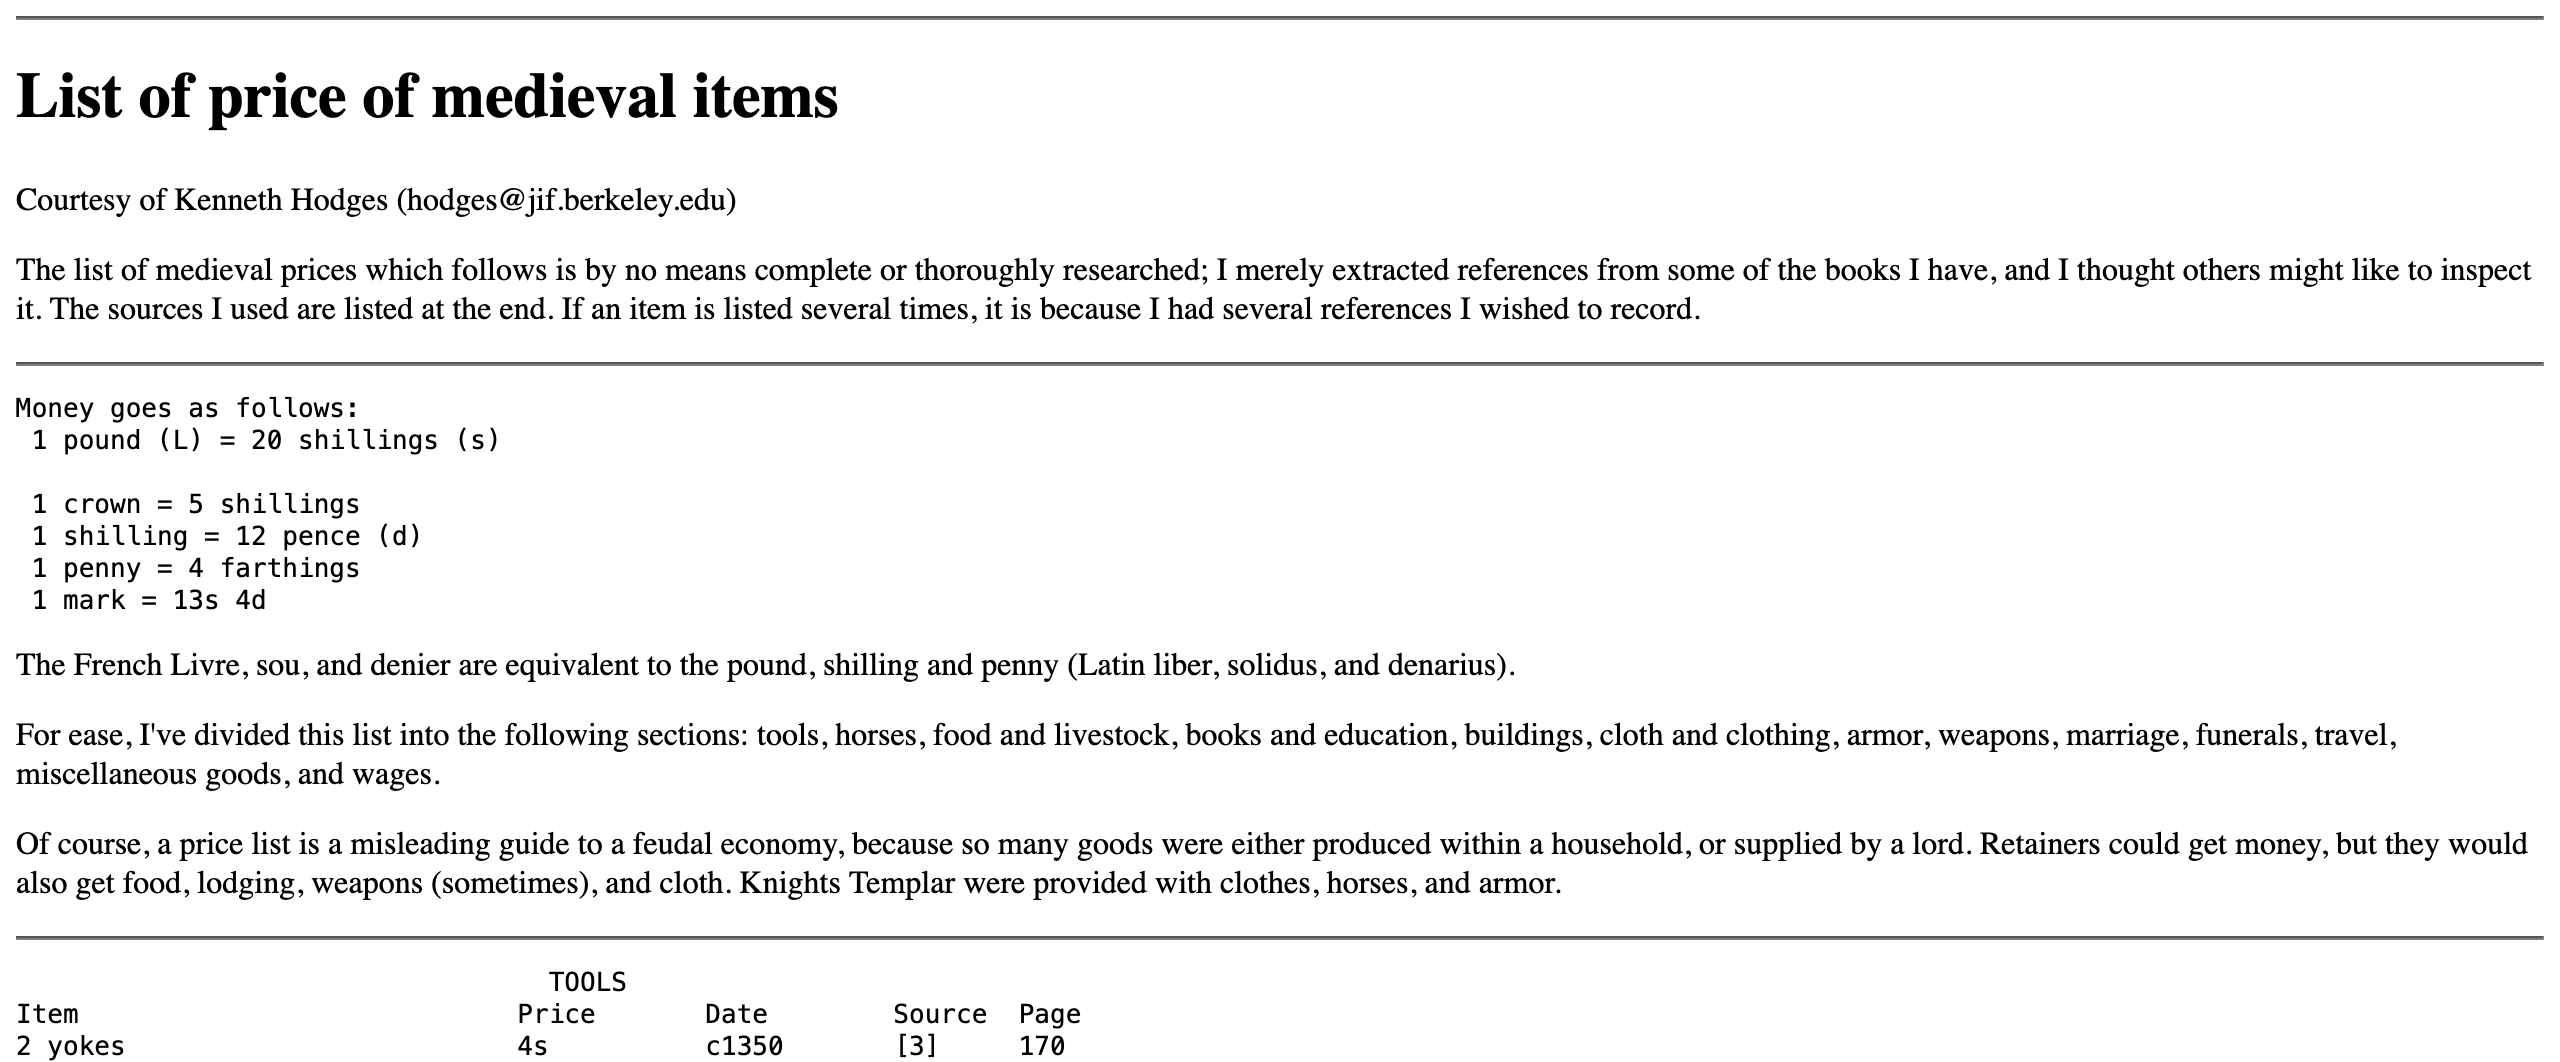 List of price of medieval items
Courtesy of Kenneth Hodges (hodges@jif.berkeley.edu)
The list of medieval prices which follows is by no means complete or thoroughly researched; I merely extracted references from some of the books I have, and I thought others might like to inspect
it. The sources I used are listed at the end. If an item is listed several times, it is because I had several references I wished to record.
Money goes as follows:
1 pound (L) = 20 shillings (s)
1 crown = 5 shillings
1 shilling = 12 pence (d)
1 penny = 4 farthings
1 mark = 13s 4d
The French Livre, sou, and denier are equivalent to the pound, shilling and penny (Latin liber, solidus, and denarius).
For ease, I've divided this list into the following sections: tools, horses, food and livestock, books and education, buildings, cloth and clothing, armor, weapons, marriage, funerals, travel,
miscellaneous goods, and wages.
Of course, a price list is a misleading guide to a feudal economy, because so many goods were either produced within a household, or supplied by a lord. Retainers could get money, but they would
also get food, lodging, weapons (sometimes), and cloth. Knights Templar were provided with clothes, horses, and armor.
TOOLS
Item Price Date Source Page
2 yokes 4s c1350 [3] 170